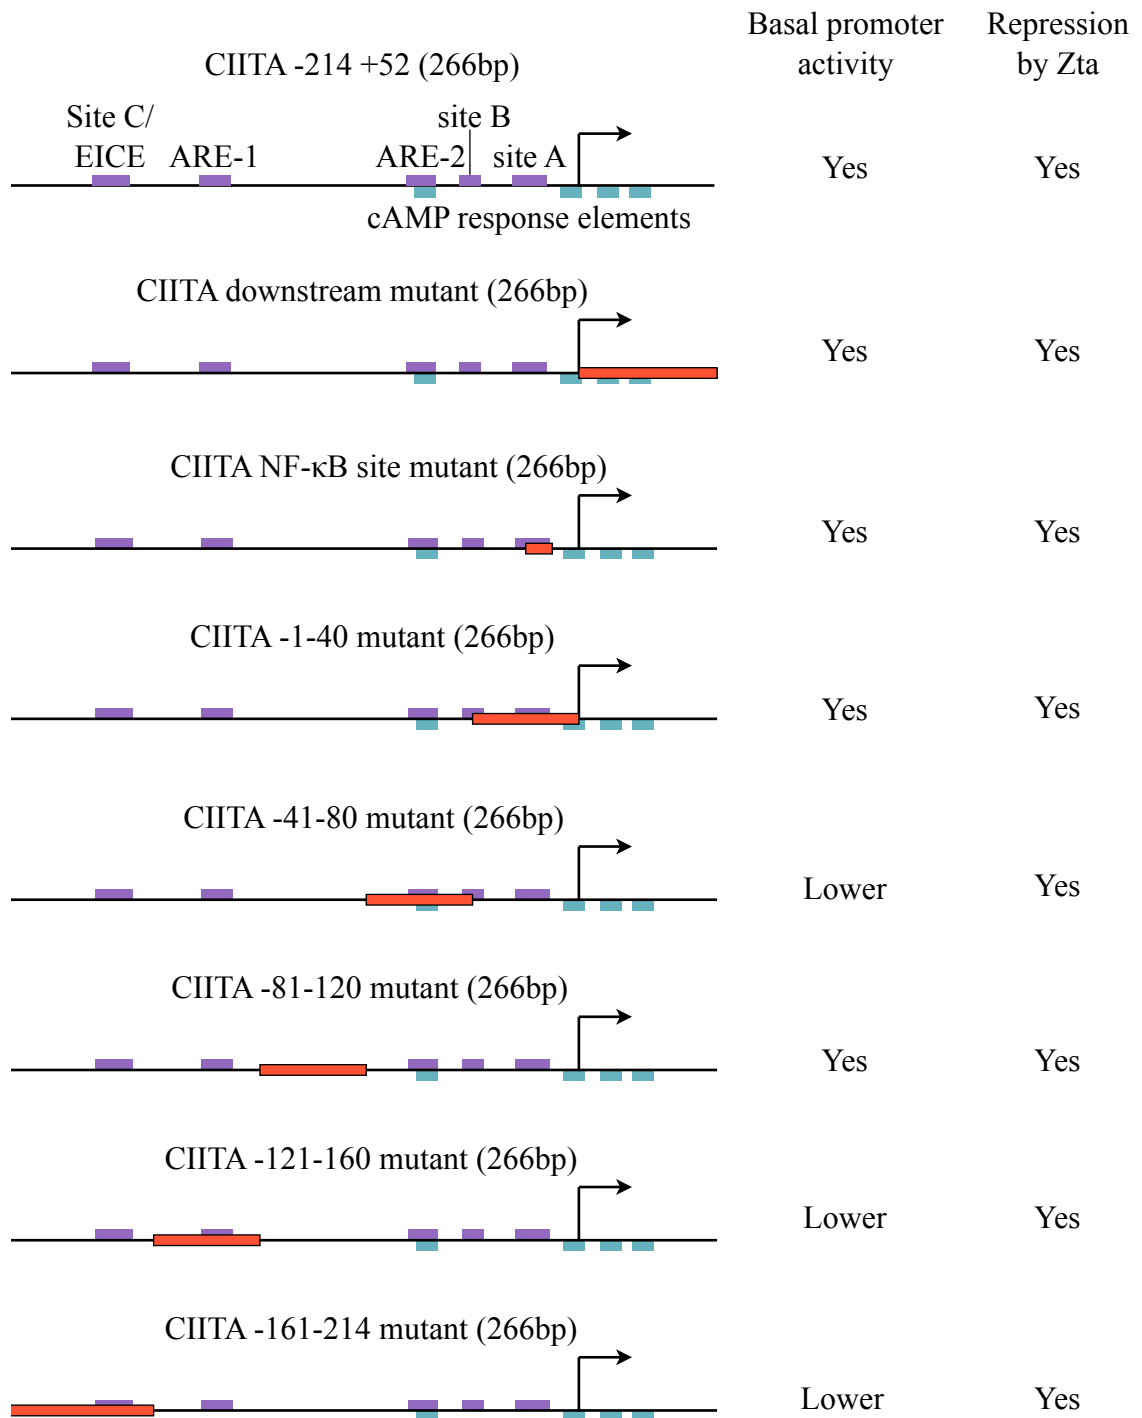 Basal promoter activity
Repression by Zta
CIITA -214 +52 (266bp)
Site C/ EICE
ARE-1
ARE-2
site B
site A
cAMP response elements
Yes
Yes
CIITA downstream mutant (266bp)
Yes
Yes
CIITA NF-κB site mutant (266bp)
Yes
Yes
CIITA -1-40 mutant (266bp)
Yes
Yes
CIITA -41-80 mutant (266bp)
Lower
Yes
CIITA -81-120 mutant (266bp)
Yes
Yes
CIITA -121-160 mutant (266bp)
Lower
Yes
CIITA -161-214 mutant (266bp)
Lower
Yes